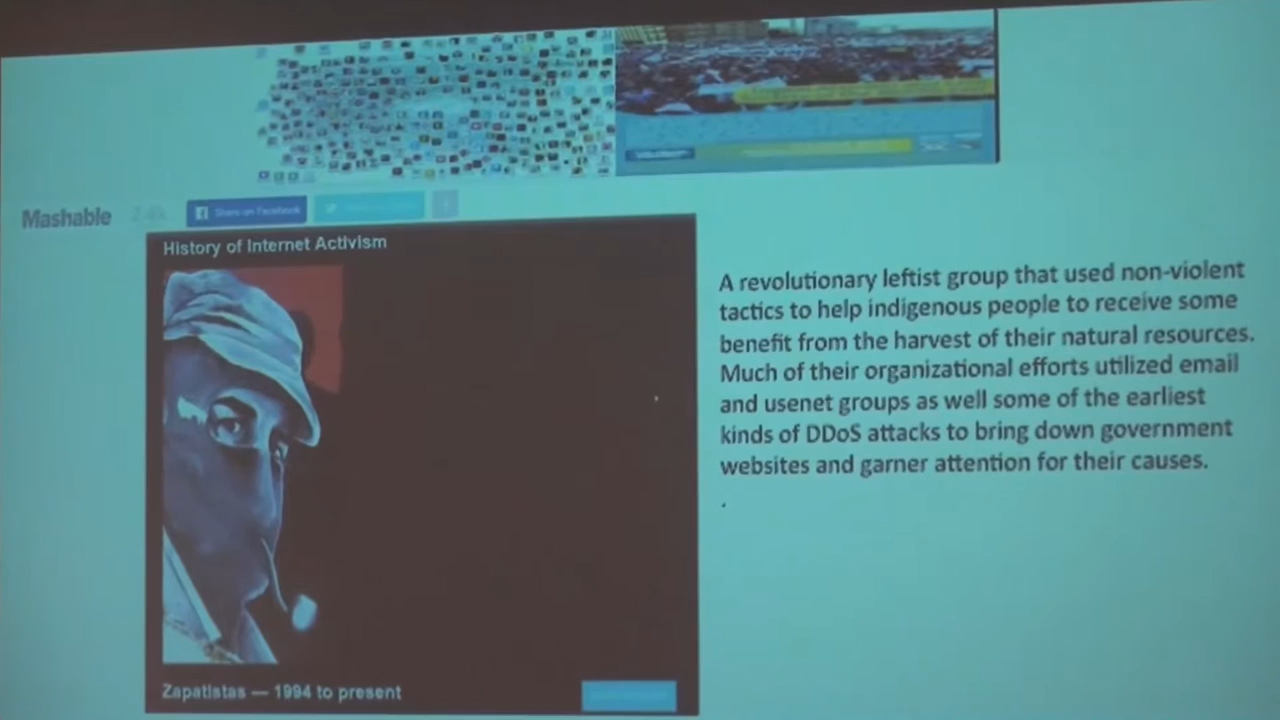 Mashable
Share on Facebook
History of Internet Activism
A revolutionary leftist group that used non-violent
tactics to help indigenous people to receive some
benefit from the harvest of their natural resources.
Much of their organizational efforts utilized email
and usenet groups as well some of the earliest
kinds of DDoS attacks to bring down government
websites and garner attention for their causes.
.
Zapatistas — 1994 to present